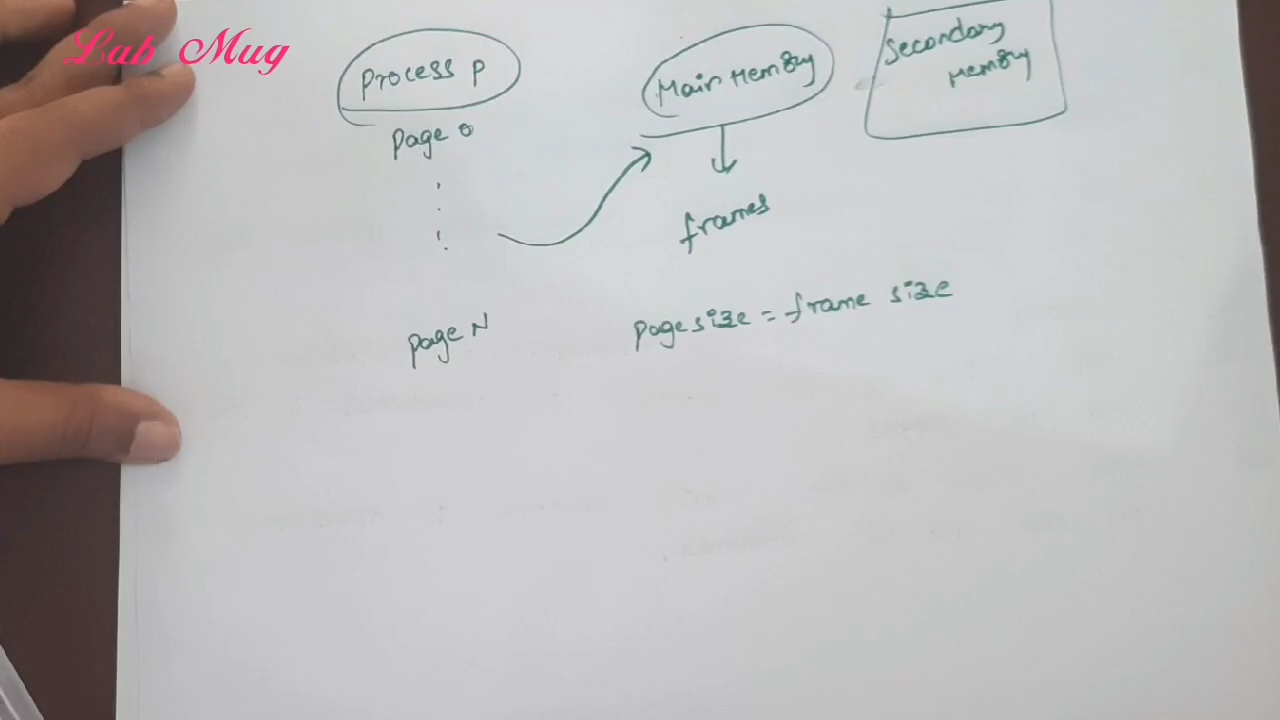 Lab Mug
Process P
Main Memory
Secondary
Memory
Page 0
frames
Page N
Page size = frame size